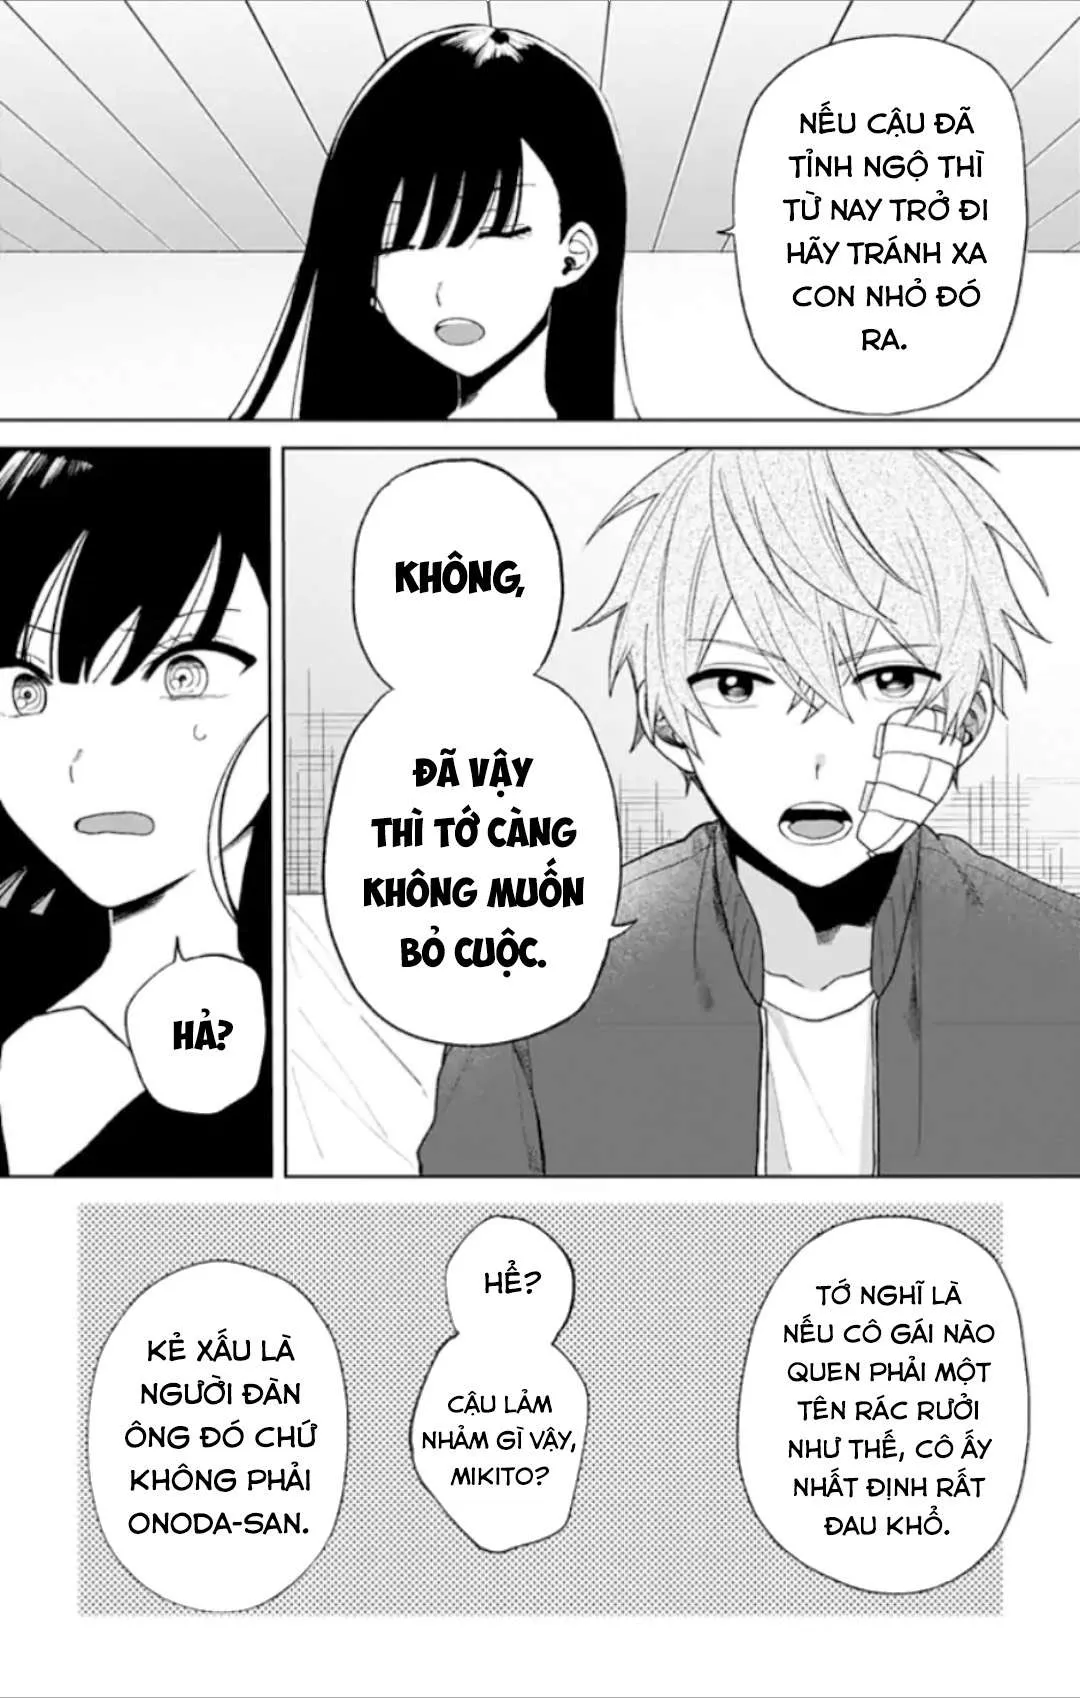 NẾU CẬU ĐÃ
TỈNH NGỘ THÌ
TỪ NAY TRỞ ĐI
HÃY TRÁNH XA
CON NHỎ ĐÓ
RA.
KHÔNG,
ĐÃ VẬY
THÌ TỚ CÀNG
KHÔNG MUỐN
BỎ CUỘC.
HẢ?
TỚ NGHĨ LÀ
NẾU CÔ GÁI NÀO
QUEN PHẢI MỘT
TÊN RÁC RƯỞI
NHƯ THẾ, CÔ ẤY
NHẤT ĐỊNH RẤT
ĐAU KHỔ.
HỂ?
CẬU LẢM
NHẢM GÌ VẬY,
MIKITO?
KẺ XẤU LÀ
NGƯỜI ĐÀN
ÔNG ĐÓ CHỨ
KHÔNG PHẢI
ONODA-SAN.